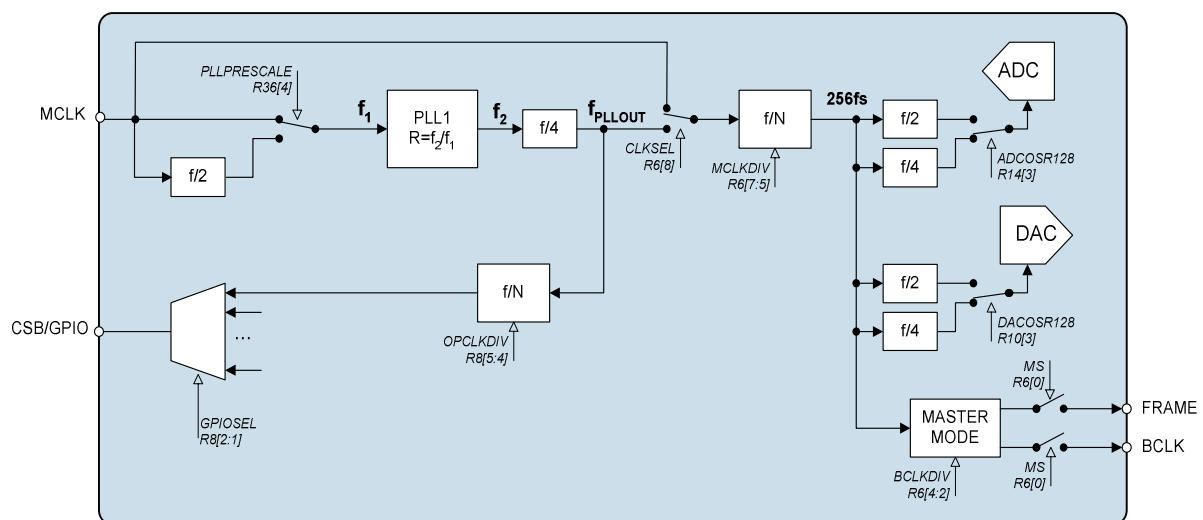 PLLPRESCALE
R36[4]
MCLK
f1
PLL1
R=f2/f1
f2
f/4
fPLLOUT
f/2
CLKSEL
R6[8]
f/N
MCLKDIV
R6[7:5]
256fs
f/2
f/4
ADC
ADCOSR128
R14[3]
DAC
f/2
f/4
DACOSR128
R10[3]
CSB/GPIO
...
GPIOSEL
R8[2:1]
f/N
OPCLKDIV
R8[5:4]
MASTER
MODE
BCLKDIV
R6[4:2]
MS
R6[0]
FRAME
BCLK
MS
R6[0]